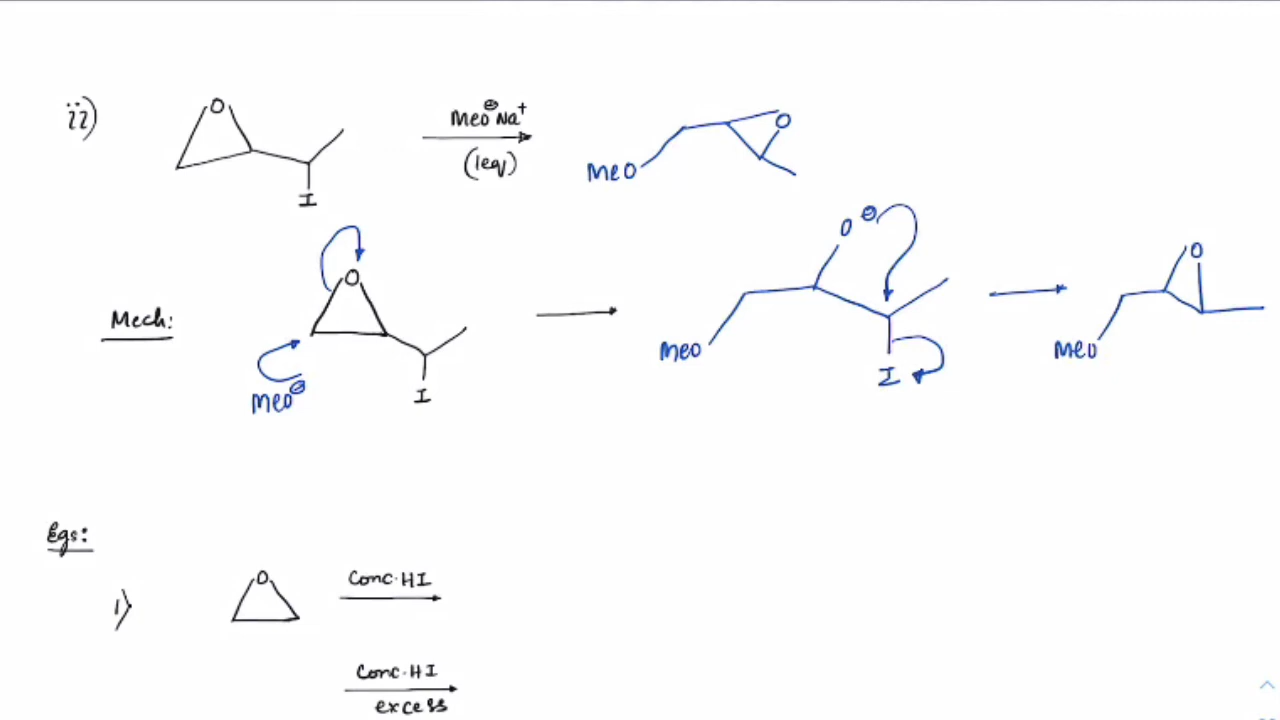 ii)
O
I
MeO⊖Na+
(1eq)
O
MeO
Mech:
O
I
MeO⊖
O⊖
MeO
I
O
MeO
Egs:
1)
O
Conc·HI
Conc·HI
excess